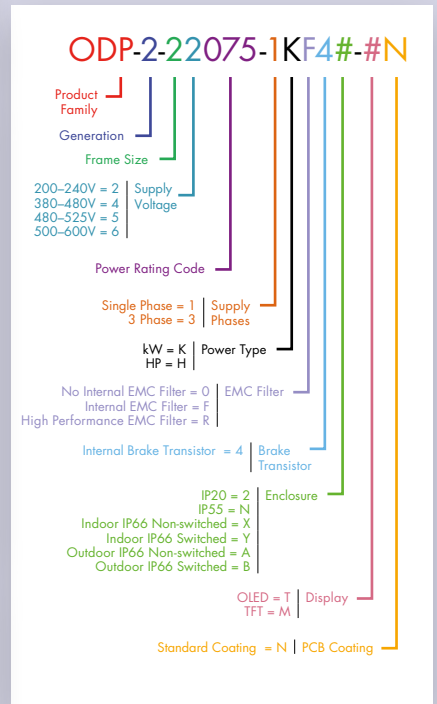 ODP-2-22075-1KF4#-#N
Product
Family
Generation
Frame Size
200–240V = 2
380–480V = 4
480–525V = 5
500–600V = 6
Supply
Voltage
Power Rating Code
Single Phase = 1
3 Phase = 3
Supply
Phases
kW = K
HP = H
Power Type
No Internal EMC Filter = 0
Internal EMC Filter = F
High Performance EMC Filter = R
EMC Filter
Internal Brake Transistor = 4
Brake
Transistor
IP20 = 2
IP55 = N
Indoor IP66 Non-switched = X
Indoor IP66 Switched = Y
Outdoor IP66 Non-switched = A
Outdoor IP66 Switched = B
Enclosure
OLED = T
TFT = M
Display
Standard Coating = N
PCB Coating